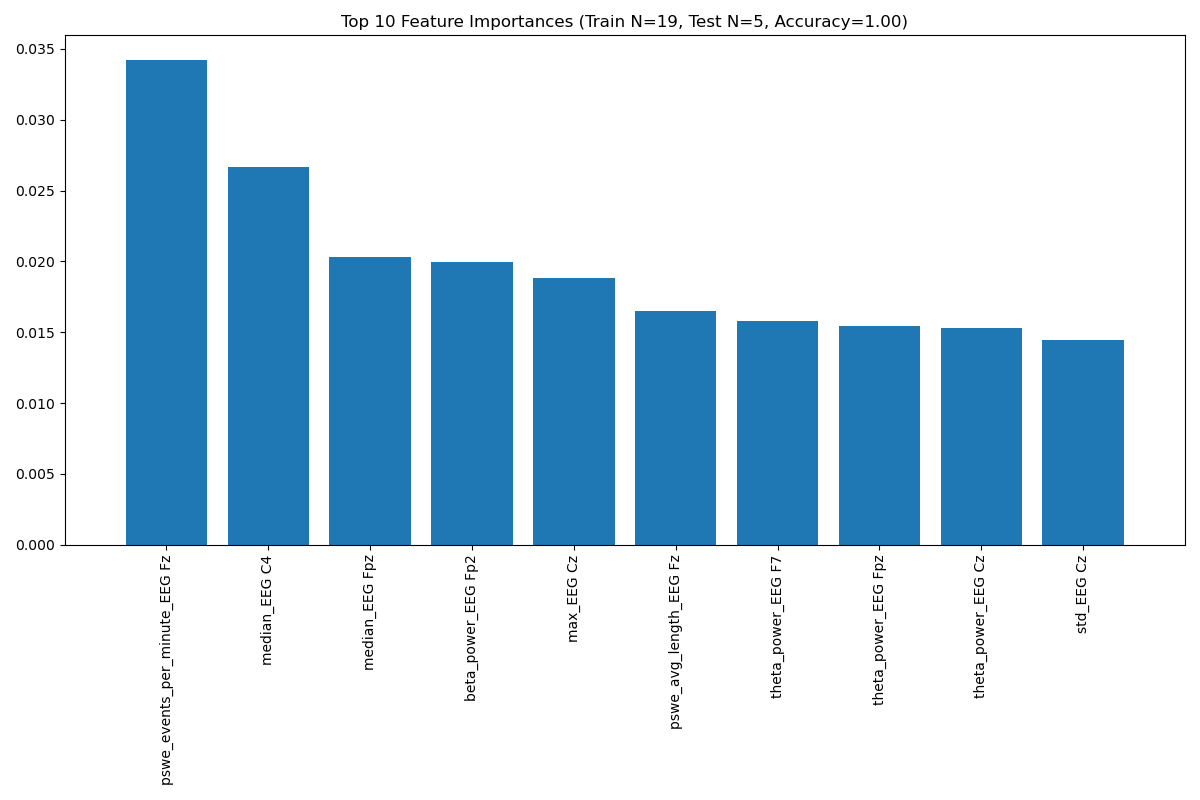 Top 10 Feature Importances (Train N=19, Test N=5, Accuracy=1.00)
0.035
0.030
0.025
0.020
0.015
0.010
0.005
0.000
pswe_events_per_minute_EEG Fz
median_EEG C4
median_EEG Fpz
beta_power_EEG Fp2
max_EEG Cz
pswe_avg_length_EEG Fz
theta_power_EEG F7
theta_power_EEG Fpz
theta_power_EEG Cz
std_EEG Cz